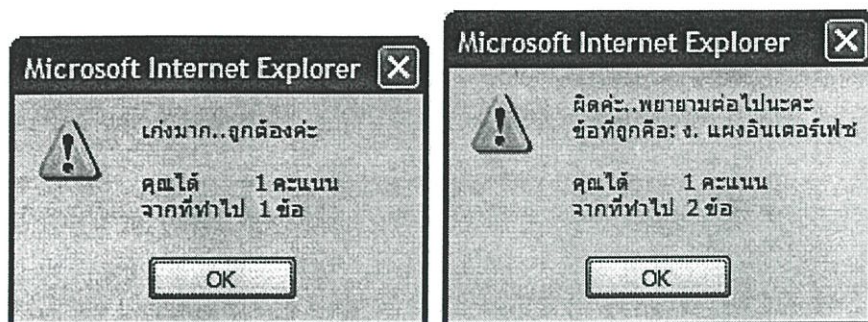 Microsoft Internet Explorer
เก่งมาก..ถูกต้องค่ะ
คุณได้ 1 คะแนน
จากที่ทำไป 1 ข้อ
OK
Microsoft Internet Explorer
ผิดค่ะ..พยายามต่อไปนะคะ
ข้อที่ถูกคือ: ง. แผงอินเตอร์เฟซ
คุณได้ 1 คะแนน
จากที่ทำไป 2 ข้อ
OK